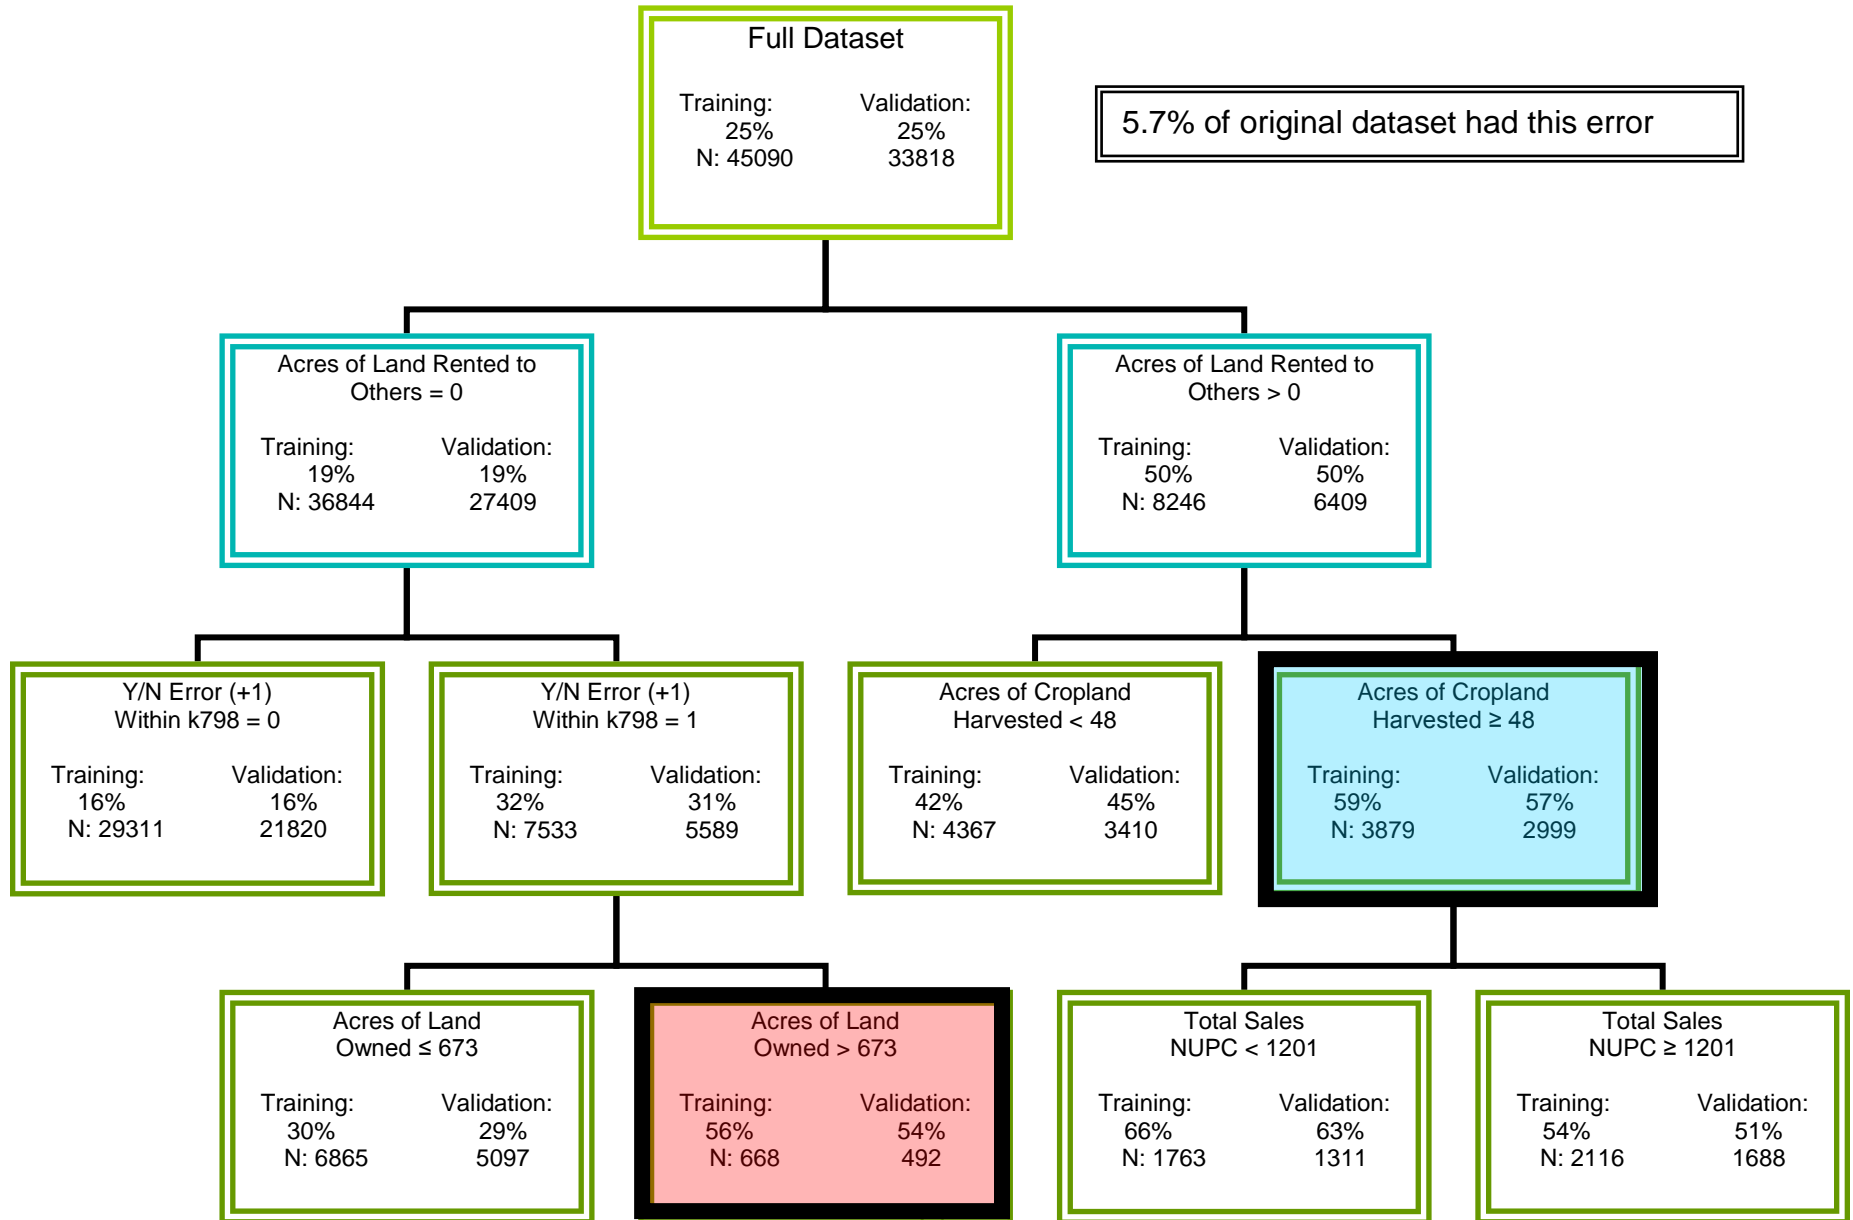 Full Dataset
Training: Validation:
25% 25%
N: 45090 33818
5.7% of original dataset had this error
Acres of Land Rented to
Others = 0
Training: Validation:
19% 19%
N: 36844 27409
Acres of Land Rented to
Others > 0
Training: Validation:
50% 50%
N: 8246 6409
Y/N Error (+1)
Within k798 = 0
Training: Validation:
16% 16%
N: 29311 21820
Y/N Error (+1)
Within k798 = 1
Training: Validation:
32% 31%
N: 7533 5589
Acres of Cropland
Harvested < 48
Training: Validation:
42% 45%
N: 4367 3410
Acres of Cropland
Harvested ≥ 48
Training: Validation:
59% 57%
N: 3879 2999
Acres of Land
Owned ≤ 673
Training: Validation:
30% 29%
N: 6865 5097
Acres of Land
Owned > 673
Training: Validation:
56% 54%
N: 668 492
Total Sales
NUPC < 1201
Training: Validation:
66% 63%
N: 1763 1311
Total Sales
NUPC ≥ 1201
Training: Validation:
54% 51%
N: 2116 1688